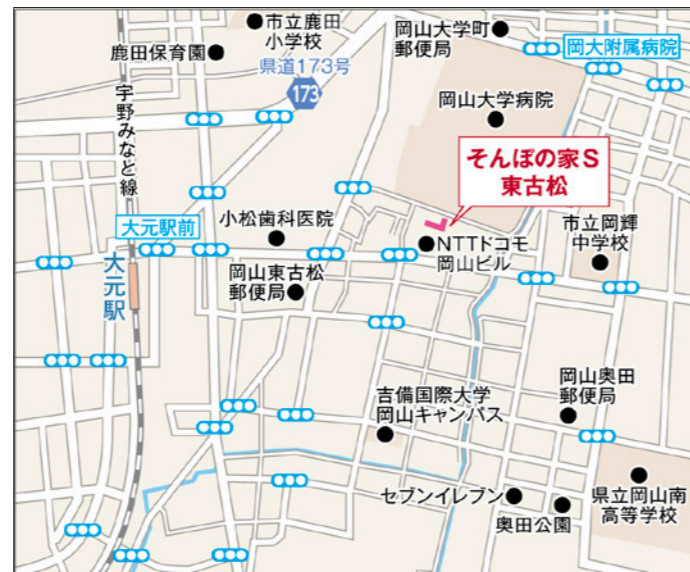 市立鹿田
小学校
岡山大学町
郵便局
鹿田保育園
岡大附属病院
県道173号
173
岡山大学病院
宇野みなと線
そんぽの家S
東古松
大元駅前
小松歯科医院
市立岡輝
中学校
NTTドコモ
岡山ビル
大元駅
岡山東古松
郵便局
吉備国際大学
岡山キャンパス
岡山奥田
郵便局
セブンイレブン
奥田公園
県立岡山南
高等学校